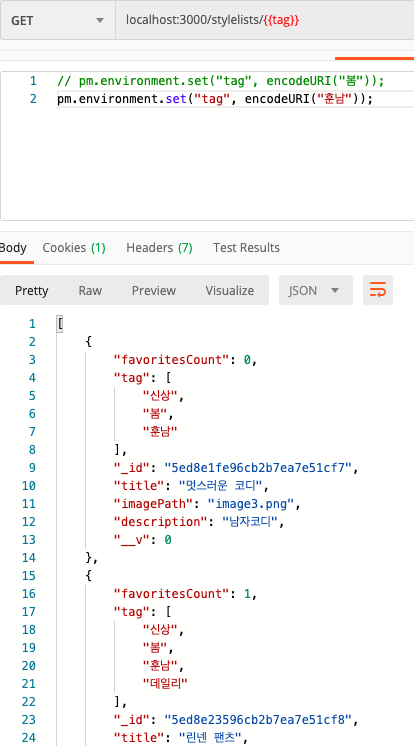 GET localhost:3000/stylelists/{{tag}}
1 // pm.environment.set("tag", encodeURI("봄"));
2 pm.environment.set("tag", encodeURI("훈남"));
Body Cookies (1) Headers (7) Test Results
Pretty Raw Preview Visualize JSON
1 [
2 {
3 "favoritesCount": 0,
4 "tag": [
5 "신상",
6 "봄",
7 "훈남"
8 ],
9 "_id": "5ed8e1fe96cb2b7ea7e51cf7",
10 "title": "멋스러운 코디",
11 "imagePath": "image3.png",
12 "description": "남자코디",
13 "__v": 0
14 },
15 {
16 "favoritesCount": 1,
17 "tag": [
18 "신상",
19 "봄",
20 "훈남",
21 "데일리"
22 ],
23 "_id": "5ed8e23596cb2b7ea7e51cf8",
24 "title": "린넨 팬츠",